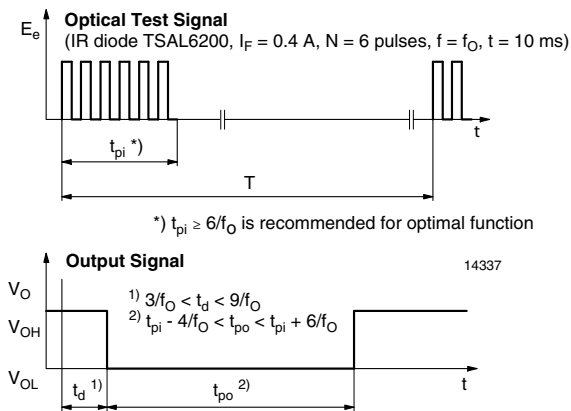 Optical Test Signal
(IR diode TSAL6200, I_F = 0.4 A, N = 6 pulses, f = f_O, t = 10 ms)
E_e
t
t_pi *)
T
*) t_pi ≥ 6/f_O is recommended for optimal function
Output Signal
14337
V_O
V_OH
V_OL
1) 3/f_O < t_d < 9/f_O
2) t_pi - 4/f_O < t_po < t_pi + 6/f_O
t_d 1)
t_po 2)
t